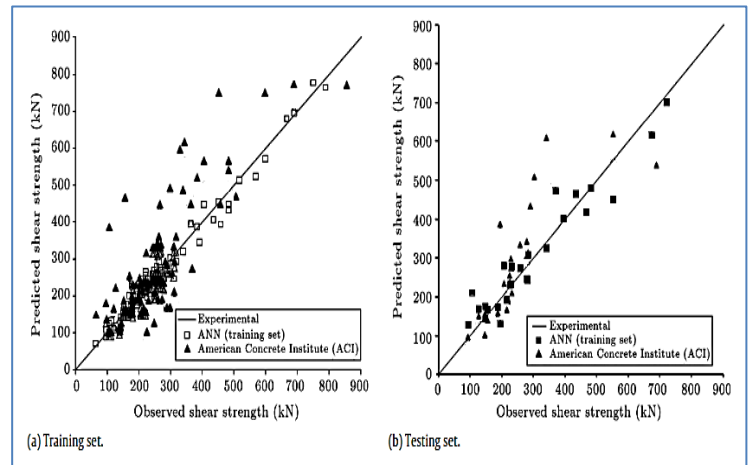 900
800
700
600
500
400
300
200
100
0
Predicted shear strength (kN)
Experimental
ANN (training set)
American Concrete Institute (ACI)
0 100 200 300 400 500 600 700 800 900
Observed shear strength (kN)
(a) Training set.
900
800
700
600
500
400
300
200
100
0
Predicted shear strength (kN)
Experimental
ANN (training set)
American Concrete Institute (ACI)
0 100 200 300 400 500 600 700 800 900
Observed shear strength (kN)
(b) Testing set.